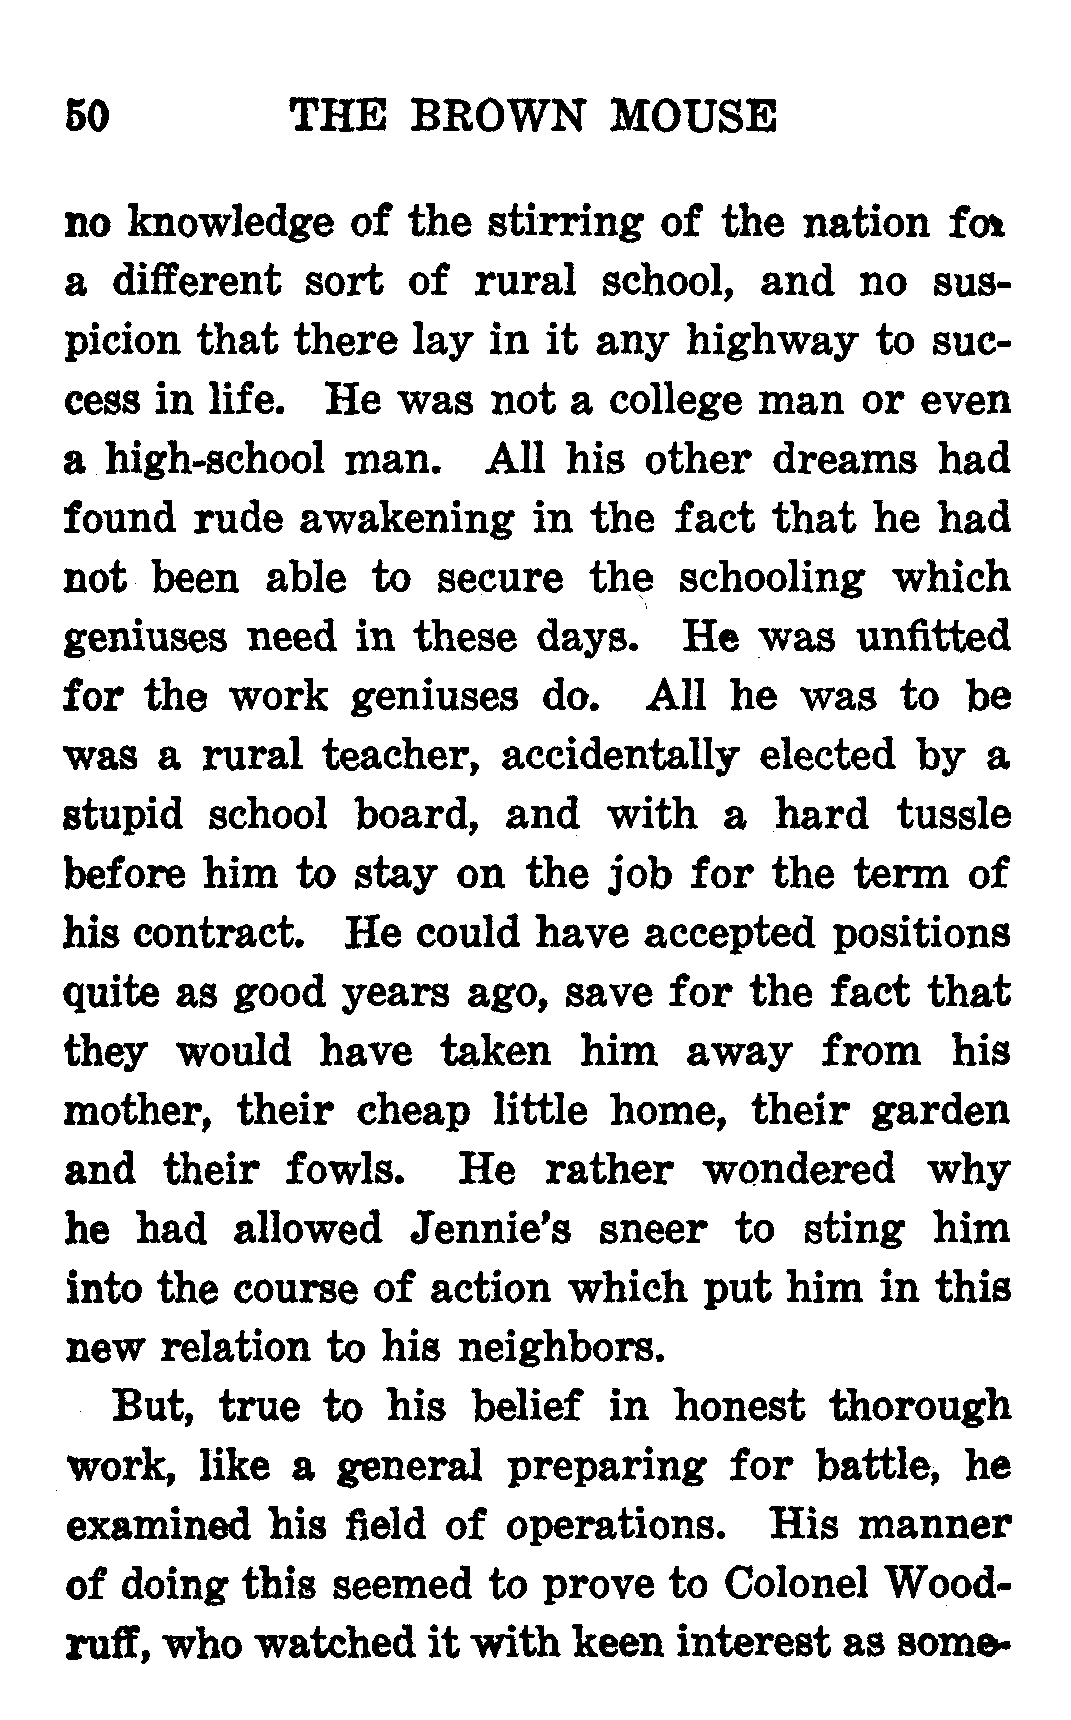 50 THE BROWN MOUSE
no knowledge of the stirring of the nation for
a different sort of rural school, and no sus-
picion that there lay in it any highway to suc-
cess in life. He was not a college man or even
a high-school man. All his other dreams had
found rude awakening in the fact that he had
not been able to secure the schooling which
geniuses need in these days. He was unfitted
for the work geniuses do. All he was to be
was a rural teacher, accidentally elected by a
stupid school board, and with a hard tussle
before him to stay on the job for the term of
his contract. He could have accepted positions
quite as good years ago, save for the fact that
they would have taken him away from his
mother, their cheap little home, their garden
and their fowls. He rather wondered why
he had allowed Jennie's sneer to sting him
into the course of action which put him in this
new relation to his neighbors.
But, true to his belief in honest thorough
work, like a general preparing for battle, he
examined his field of operations. His manner
of doing this seemed to prove to Colonel Wood-
ruff, who watched it with keen interest as some-